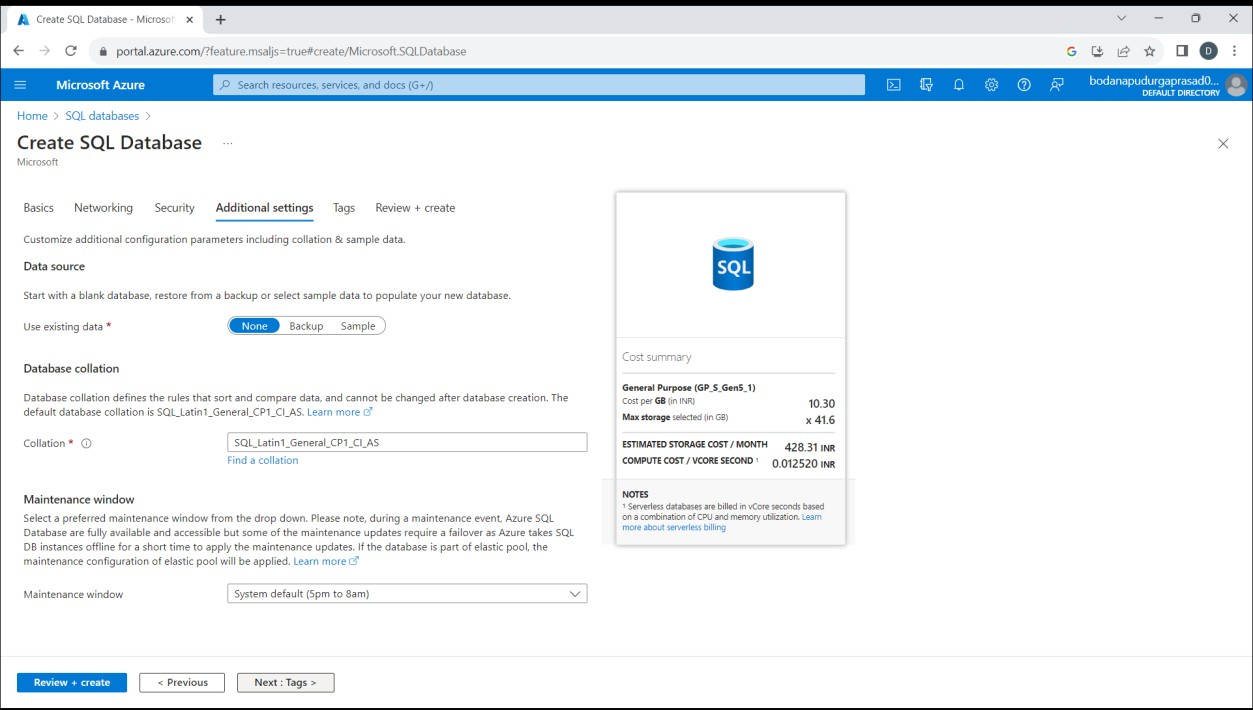 Create SQL Database - Microsof
portal.azure.com/?feature.msaljs=true#create/Microsoft.SQLDatabase
G
D
Microsoft Azure
Search resources, services, and docs (G+/)
bodanapudurgaprasad0...
DEFAULT DIRECTORY
Home > SQL databases >
Create SQL Database ...
Microsoft
Basics Networking Security Additional settings Tags Review + create
Customize additional configuration parameters including collation & sample data.
Data source
Start with a blank database, restore from a backup or select sample data to populate your new database.
Use existing data * None Backup Sample
Database collation
Database collation defines the rules that sort and compare data, and cannot be changed after database creation. The
default database collation is SQL_Latin1_General_CP1_CI_AS. Learn more
Collation * SQL_Latin1_General_CP1_CI_AS
Find a collation
Maintenance window
Select a preferred maintenance window from the drop down. Please note, during a maintenance event, Azure SQL
Database are fully available and accessible but some of the maintenance updates require a failover as Azure takes SQL
DB instances offline for a short time to apply the maintenance updates. If the database is part of elastic pool, the
maintenance configuration of elastic pool will be applied. Learn more
Maintenance window System default (5pm to 8am)
SQL
Cost summary
General Purpose (GP_S_Gen5_1)
Cost per GB (in INR) 10.30
Max storage selected (in GB) x 41.6
ESTIMATED STORAGE COST / MONTH 428.31 INR
COMPUTE COST / VCORE SECOND ¹ 0.012520 INR
NOTES
¹ Serverless databases are billed in vCore seconds based
on a combination of CPU and memory utilization. Learn
more about serverless billing
Review + create < Previous Next : Tags >